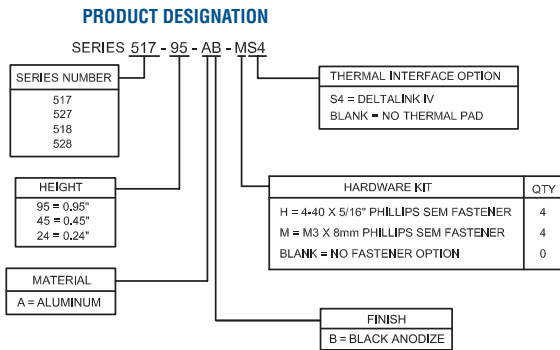 PRODUCT DESIGNATION
SERIES 517 - 95 - AB - MS4
SERIES NUMBER
517
527
518
528
THERMAL INTERFACE OPTION
S4 = DELTALINK IV
BLANK = NO THERMAL PAD
HEIGHT
95 = 0.95"
45 = 0.45"
24 = 0.24"
HARDWARE KIT QTY
H = 4-40 X 5/16" PHILLIPS SEM FASTENER 4
M = M3 X 8mm PHILLIPS SEM FASTENER 4
BLANK = NO FASTENER OPTION 0
MATERIAL
A = ALUMINUM
FINISH
B = BLACK ANODIZE